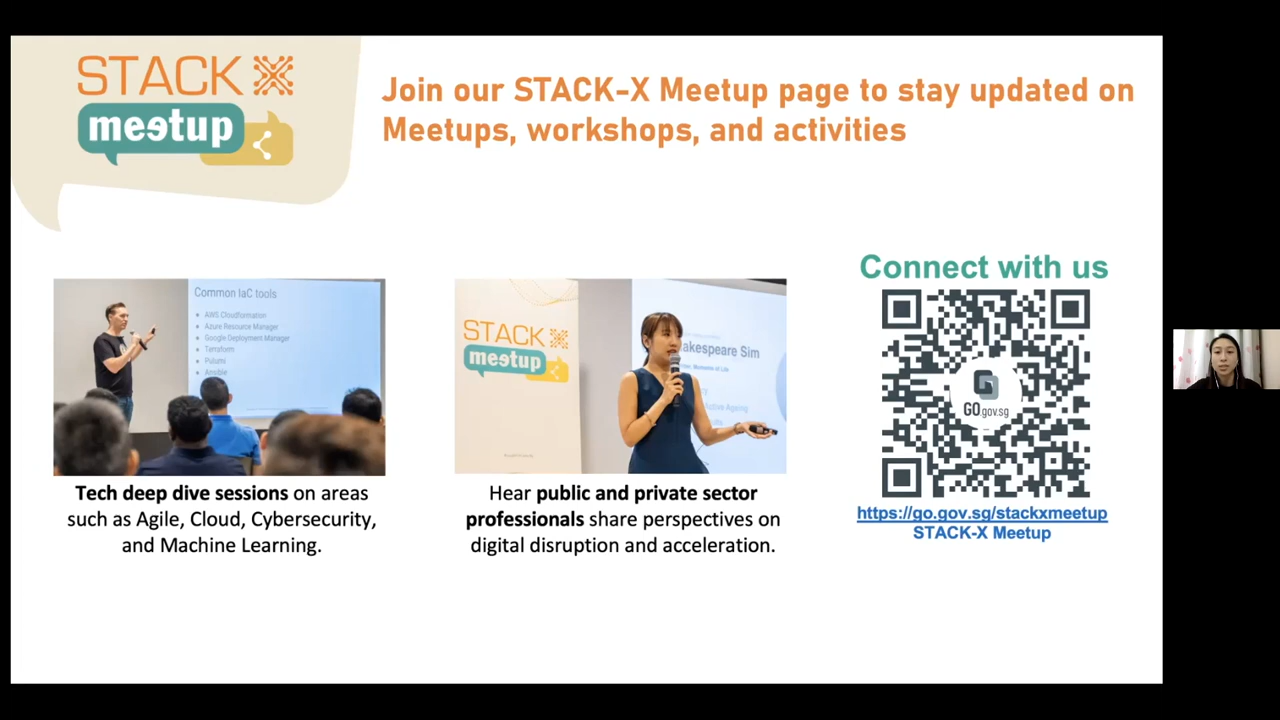 STACK
meetup
Join our STACK-X Meetup page to stay updated on
Meetups, workshops, and activities
Common IaC tools
AWS Cloudformation
Azure Resource Manager
Google Deployment Manager
Terraform
Pulumi
Ansible
Tech deep dive sessions on areas
such as Agile, Cloud, Cybersecurity,
and Machine Learning.
STACK
meetup
akespeare Sim
Active Ageing
Hear public and private sector
professionals share perspectives on
digital disruption and acceleration.
Connect with us
GO.gov.sg
https://go.gov.sg/stackxmeetup
STACK-X Meetup